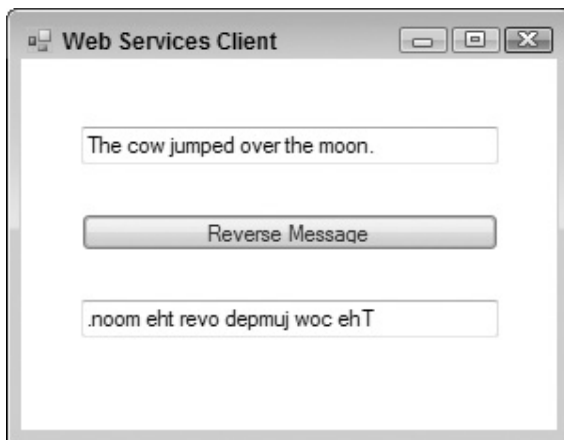 Web Services Client
The cow jumped over the moon.
Reverse Message
.noom eht revo depmuj woc ehT